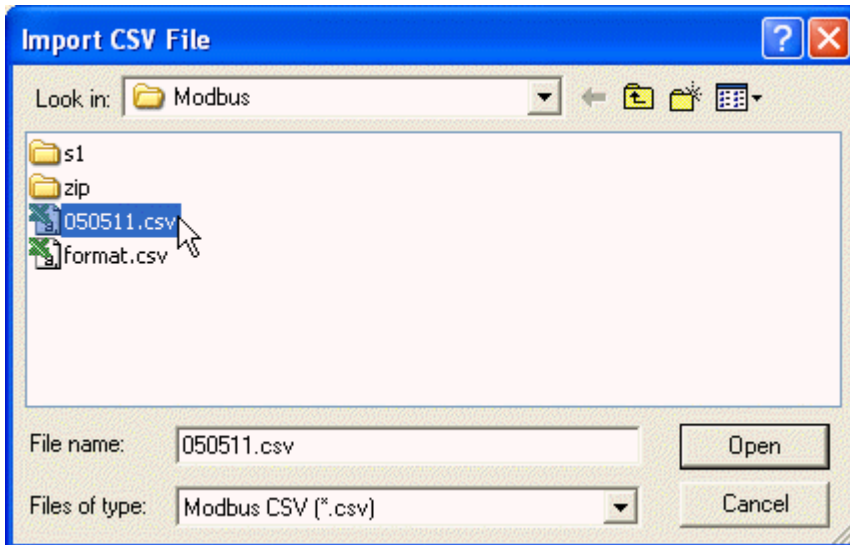 Import CSV File
Look in: Modbus
s1
zip
050511.csv
format.csv
File name: 050511.csv Open
Files of type: Modbus CSV (*.csv) Cancel